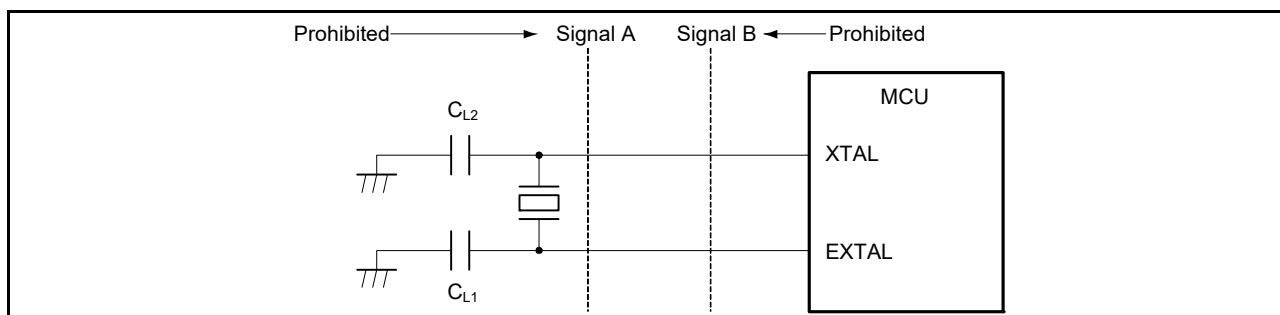 Prohibited Signal A Signal B Prohibited
MCU
CL2
XTAL
EXTAL
CL1